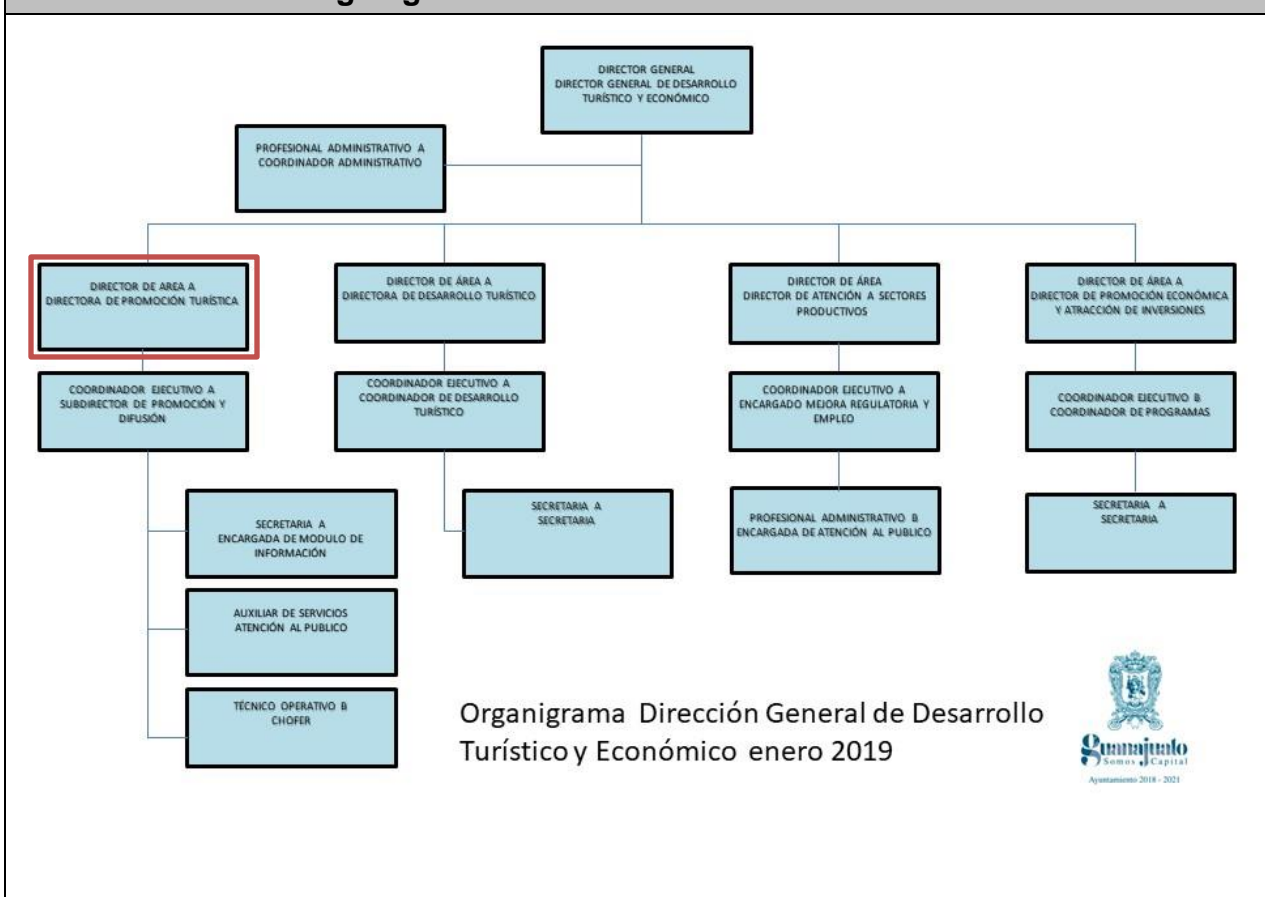 DIRECTOR GENERAL
DIRECTOR GENERAL DE DESARROLLO
TURÍSTICO Y ECONÓMICO
PROFESIONAL ADMINISTRATIVO A
COORDINADOR ADMINISTRATIVO
DIRECTOR DE AREA A
DIRECTORA DE PROMOCIÓN TURÍSTICA
DIRECTOR DE ÁREA A
DIRECTORA DE DESARROLLO TURÍSTICO
DIRECTOR DE ÁREA
DIRECTOR DE ATENCIÓN A SECTORES
PRODUCTIVOS
DIRECTOR DE ÁREA A
DIRECTOR DE PROMOCIÓN ECONÓMICA
Y ATRACCIÓN DE INVERSIONES
COORDINADOR EJECUTIVO A
SUBDIRECTOR DE PROMOCIÓN Y
DIFUSIÓN
COORDINADOR EJECUTIVO A
COORDINADOR DE DESARROLLO
TURÍSTICO
COORDINADOR EJECUTIVO A
ENCARGADO MEJORA REGULATORIA Y
EMPLEO
COORDINADOR EJECUTIVO B
COORDINADOR DE PROGRAMAS
SECRETARIA A
ENCARGADA DE MODULO DE
INFORMACIÓN
SECRETARIA A
SECRETARIA
PROFESIONAL ADMINISTRATIVO B
ENCARGADA DE ATENCIÓN AL PUBLICO
SECRETARIA A
SECRETARIA
AUXILIAR DE SERVICIOS
ATENCIÓN AL PUBLICO
TÉCNICO OPERATIVO B
CHOFER
Organigrama Dirección General de Desarrollo
Turístico y Económico enero 2019
Guanajuato
Somos Capital
Ayuntamiento 2018 - 2021